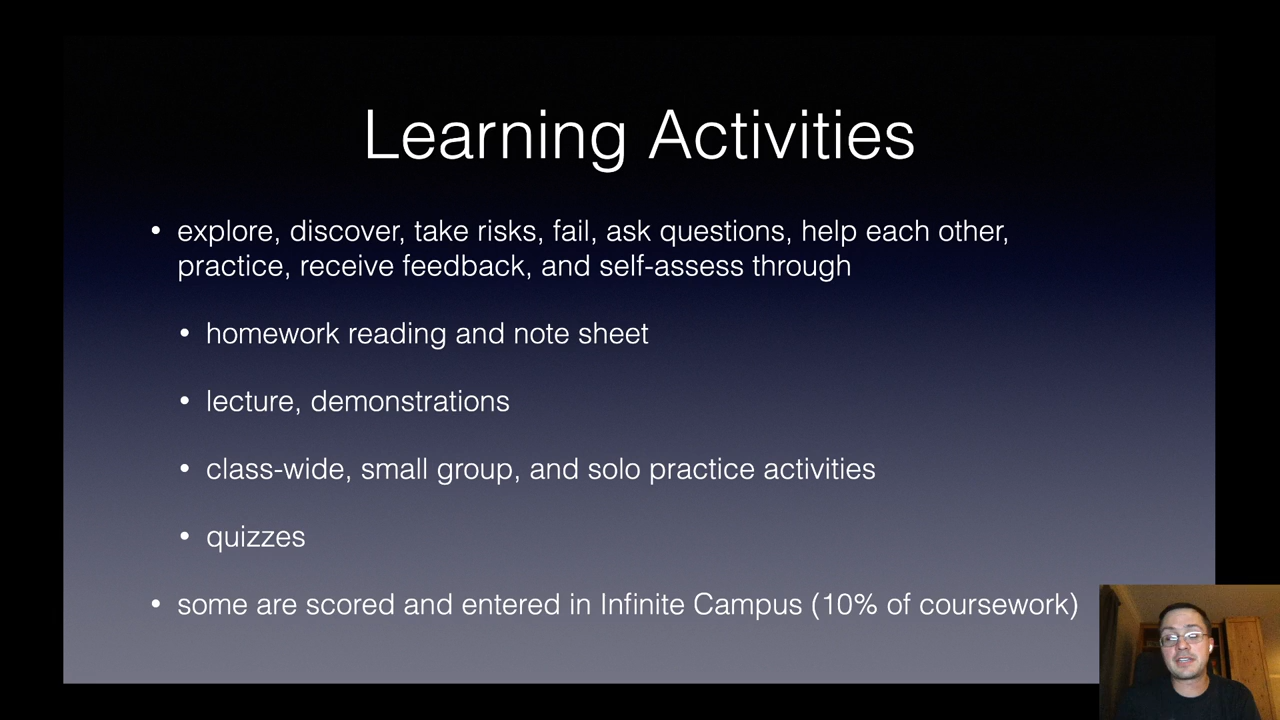 Learning Activities
• explore, discover, take risks, fail, ask questions, help each other,
practice, receive feedback, and self-assess through
• homework reading and note sheet
• lecture, demonstrations
• class-wide, small group, and solo practice activities
• quizzes
• some are scored and entered in Infinite Campus (10% of coursework)